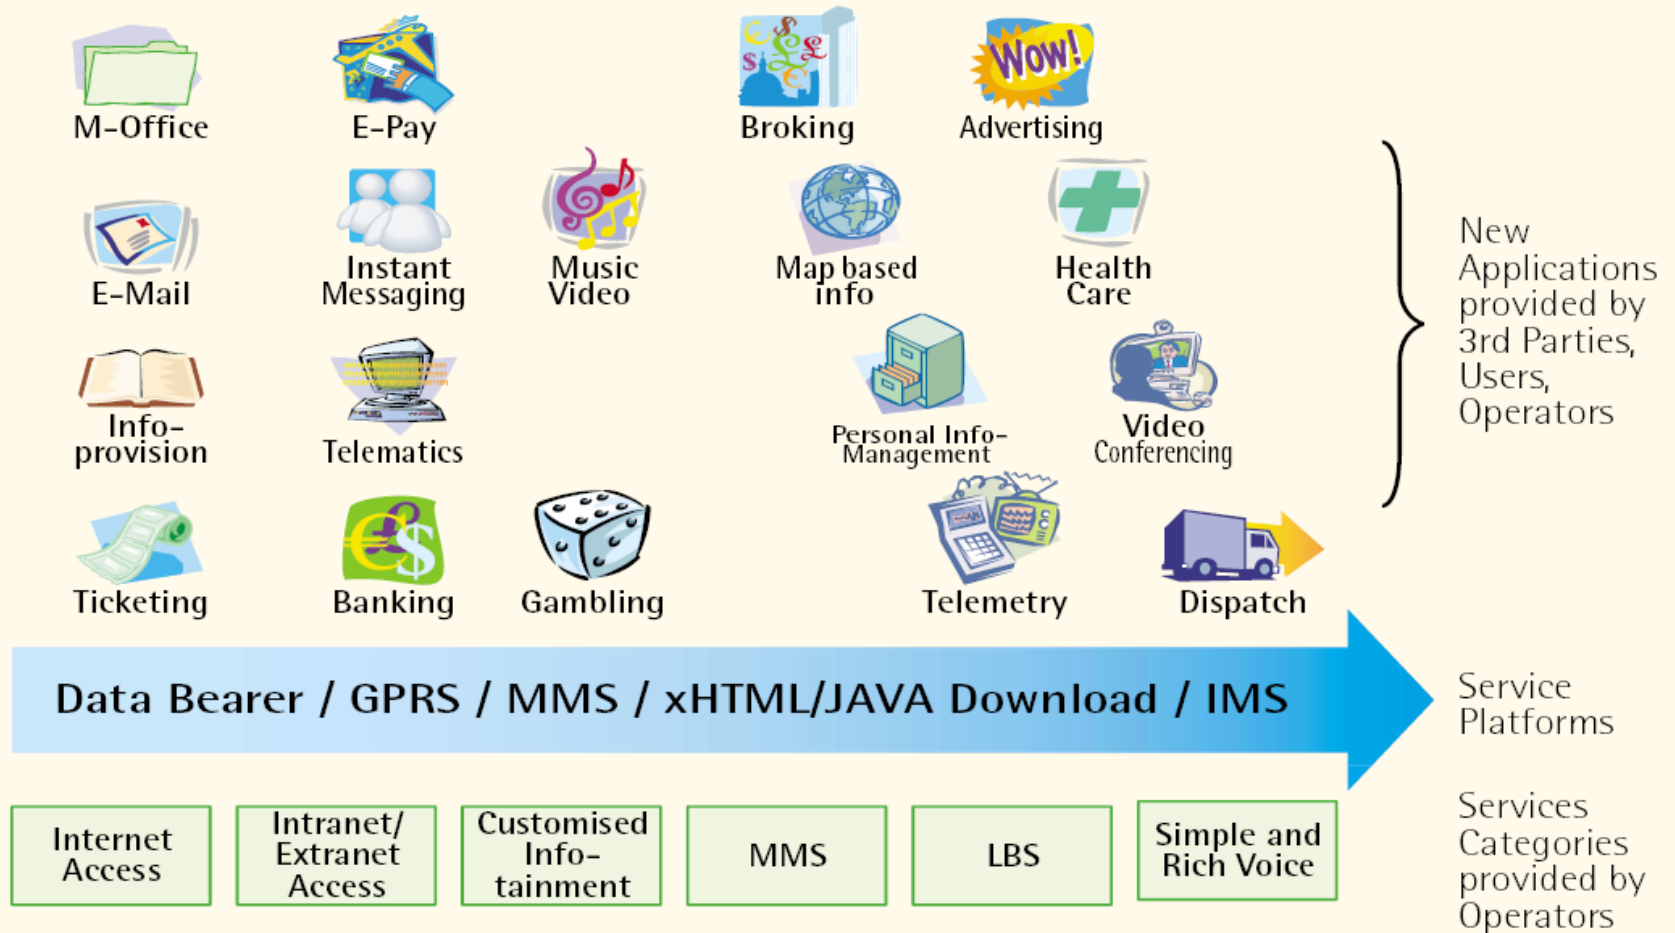 M-Office
E-Pay
Broking
Wow!
Advertising
E-Mail
Instant
Messaging
Music
Video
Map based
info
Health
Care
Info-
provision
Telematics
Personal Info-
Management
Video
Conferencing
Ticketing
Banking
Gambling
Telemetry
Dispatch
New
Applications
provided by
3rd Parties,
Users,
Operators
Data Bearer / GPRS / MMS / xHTML/JAVA Download / IMS
Service
Platforms
Internet
Access
Intranet/
Extranet
Access
Customised
Info-
tainment
MMS
LBS
Simple and
Rich Voice
Services
Categories
provided by
Operators